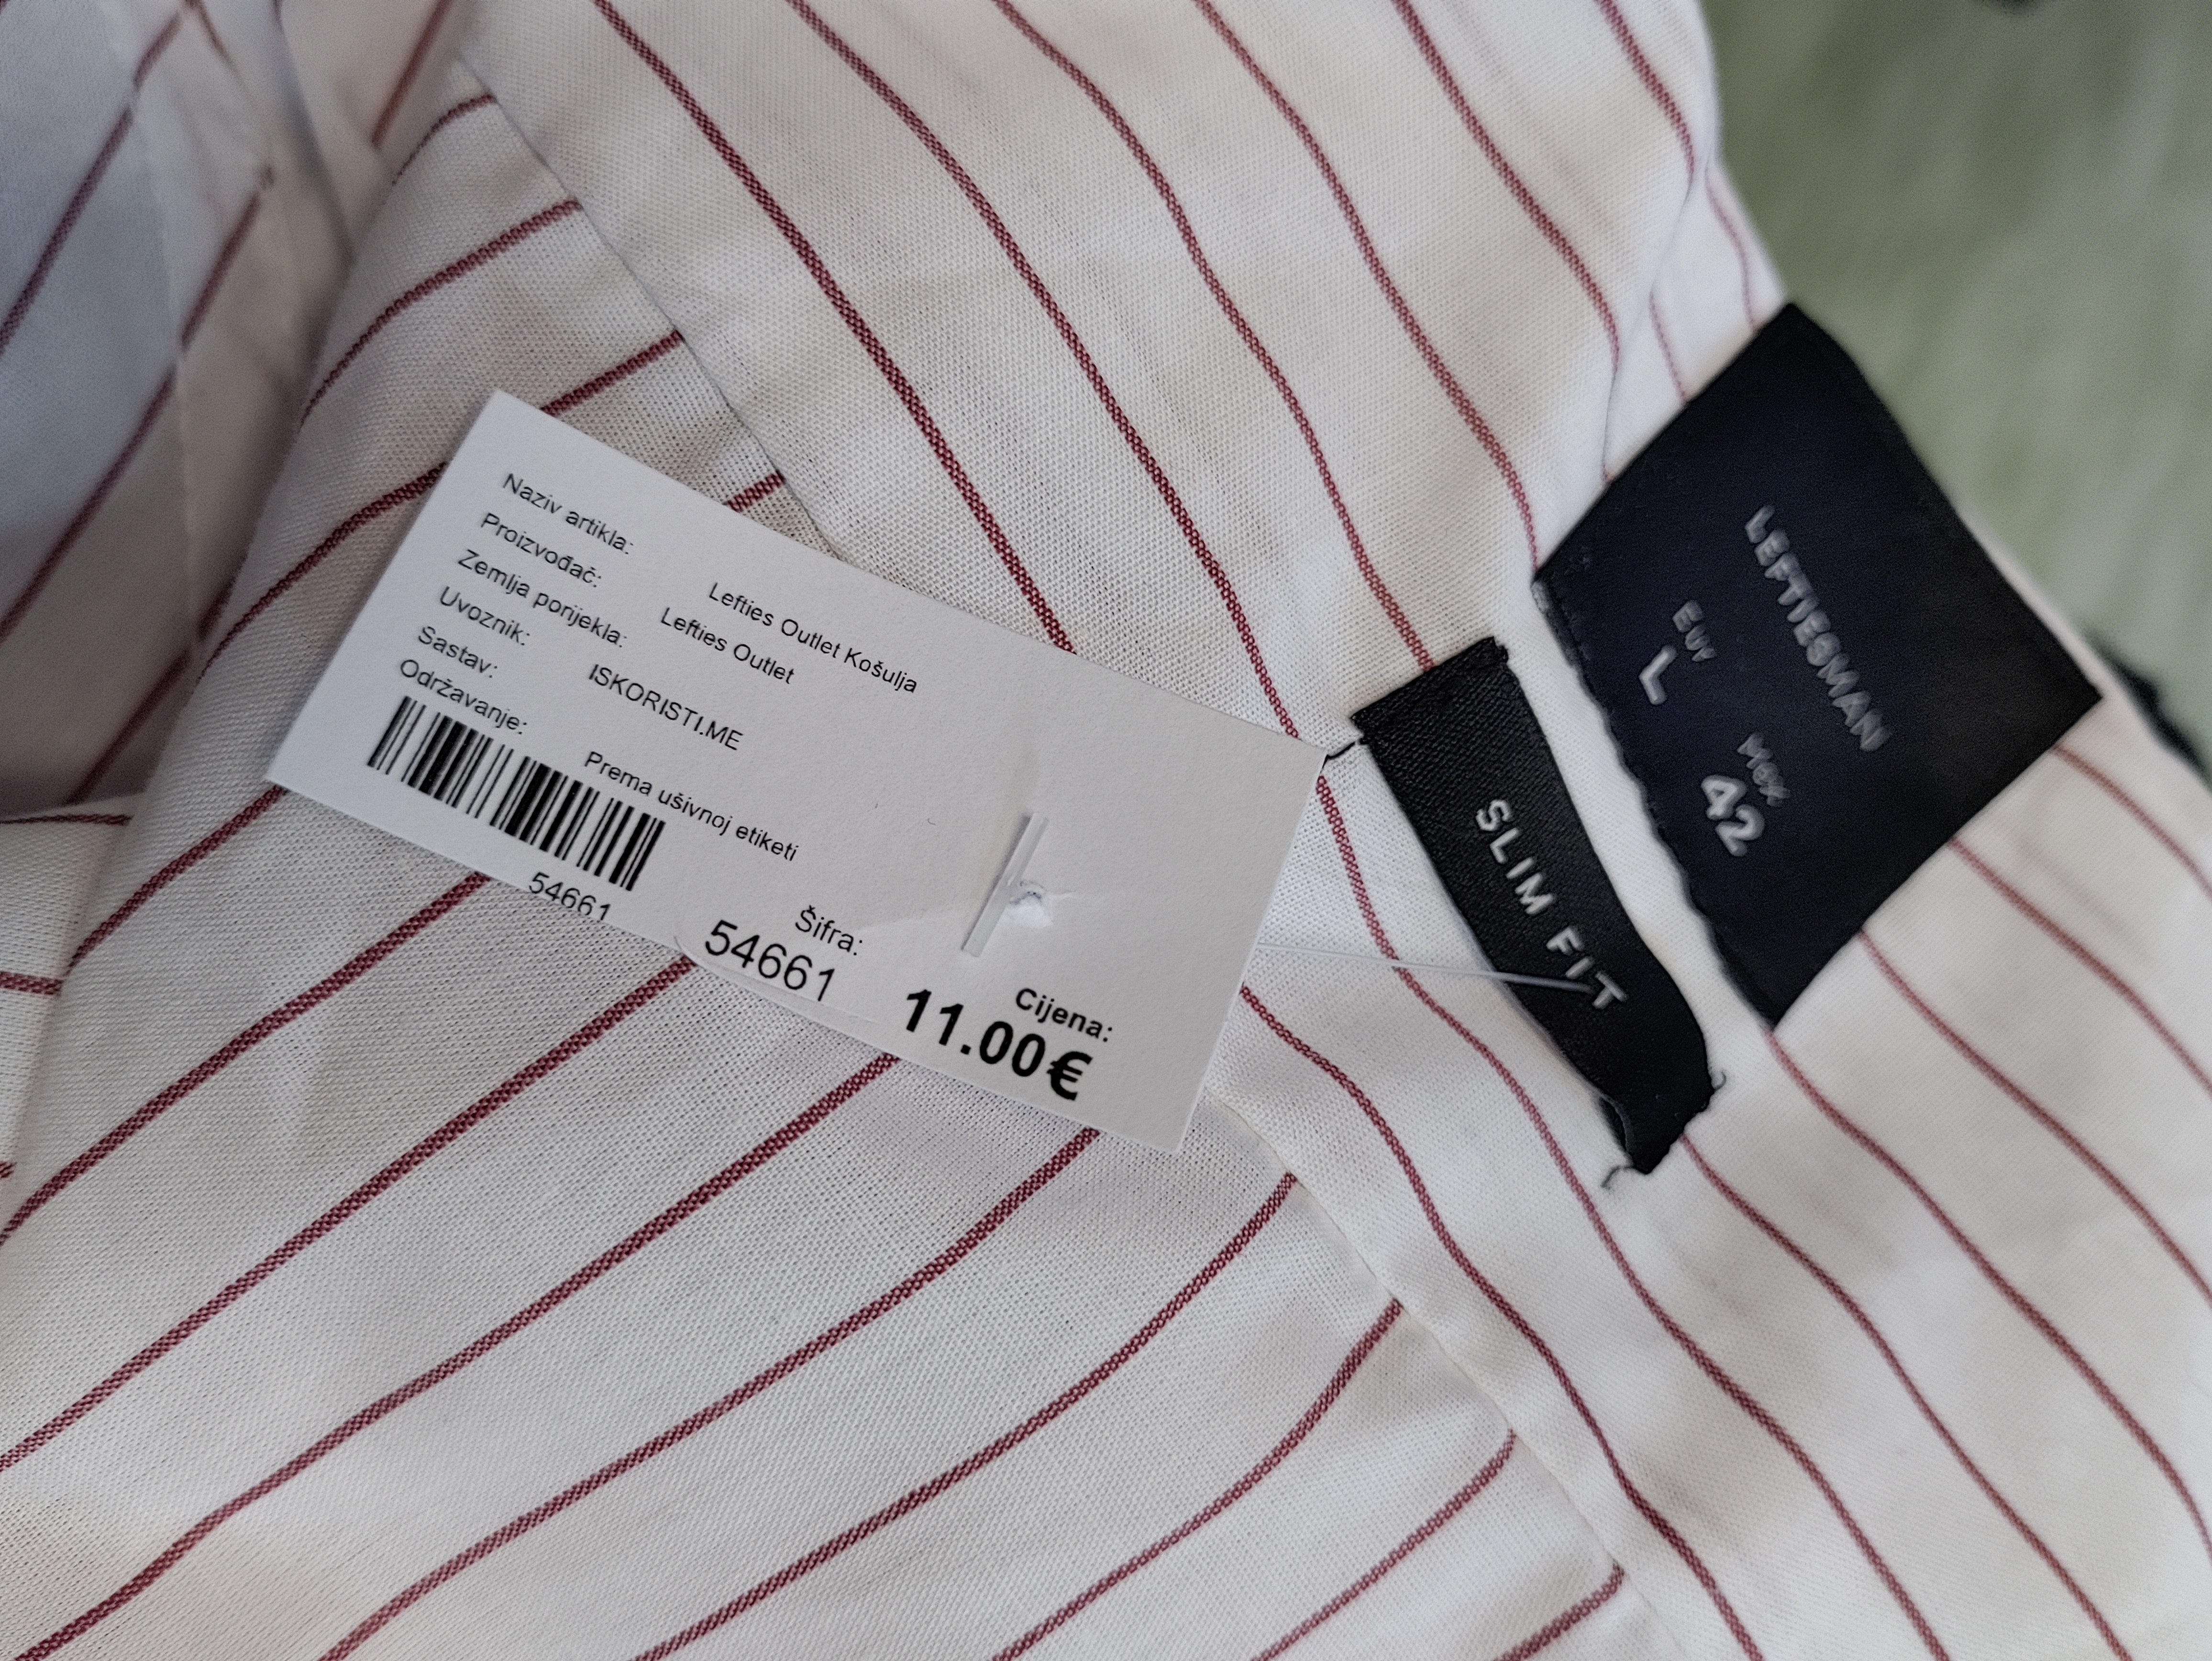 Naziv artikla:
Lefties Outlet Košulja
Proizvođač:
Lefties Outlet
Zemlja porijekla:
Uvoznik:
ISKORISTI.ME
Sastav:
Održavanje:
Prema ušivnoj etiketi
54661
Šifra:
54661
Cijena:
11.00€
LEFTIESMAN
EUR
L
Mex
42
SLIM FIT